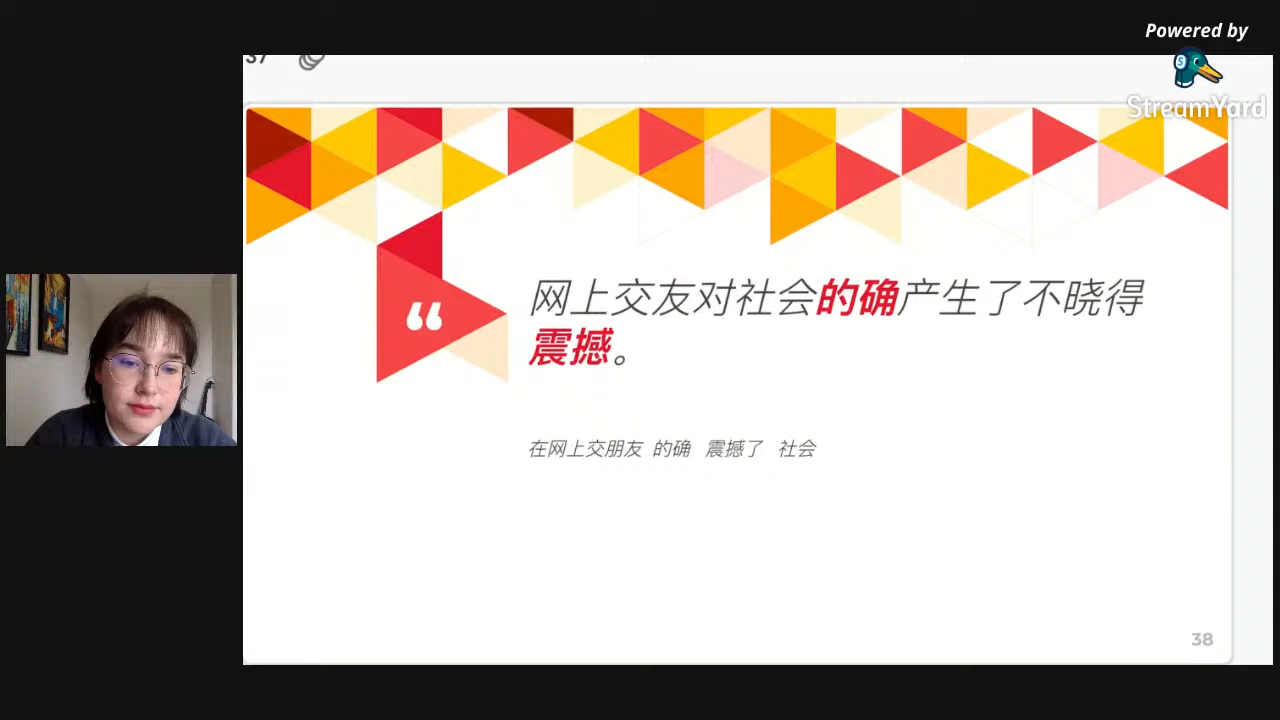 Powered by
StreamYard
37
网上交友对社会的确产生了不晓得
震撼。
在网上交朋友 的确 震撼了 社会
38